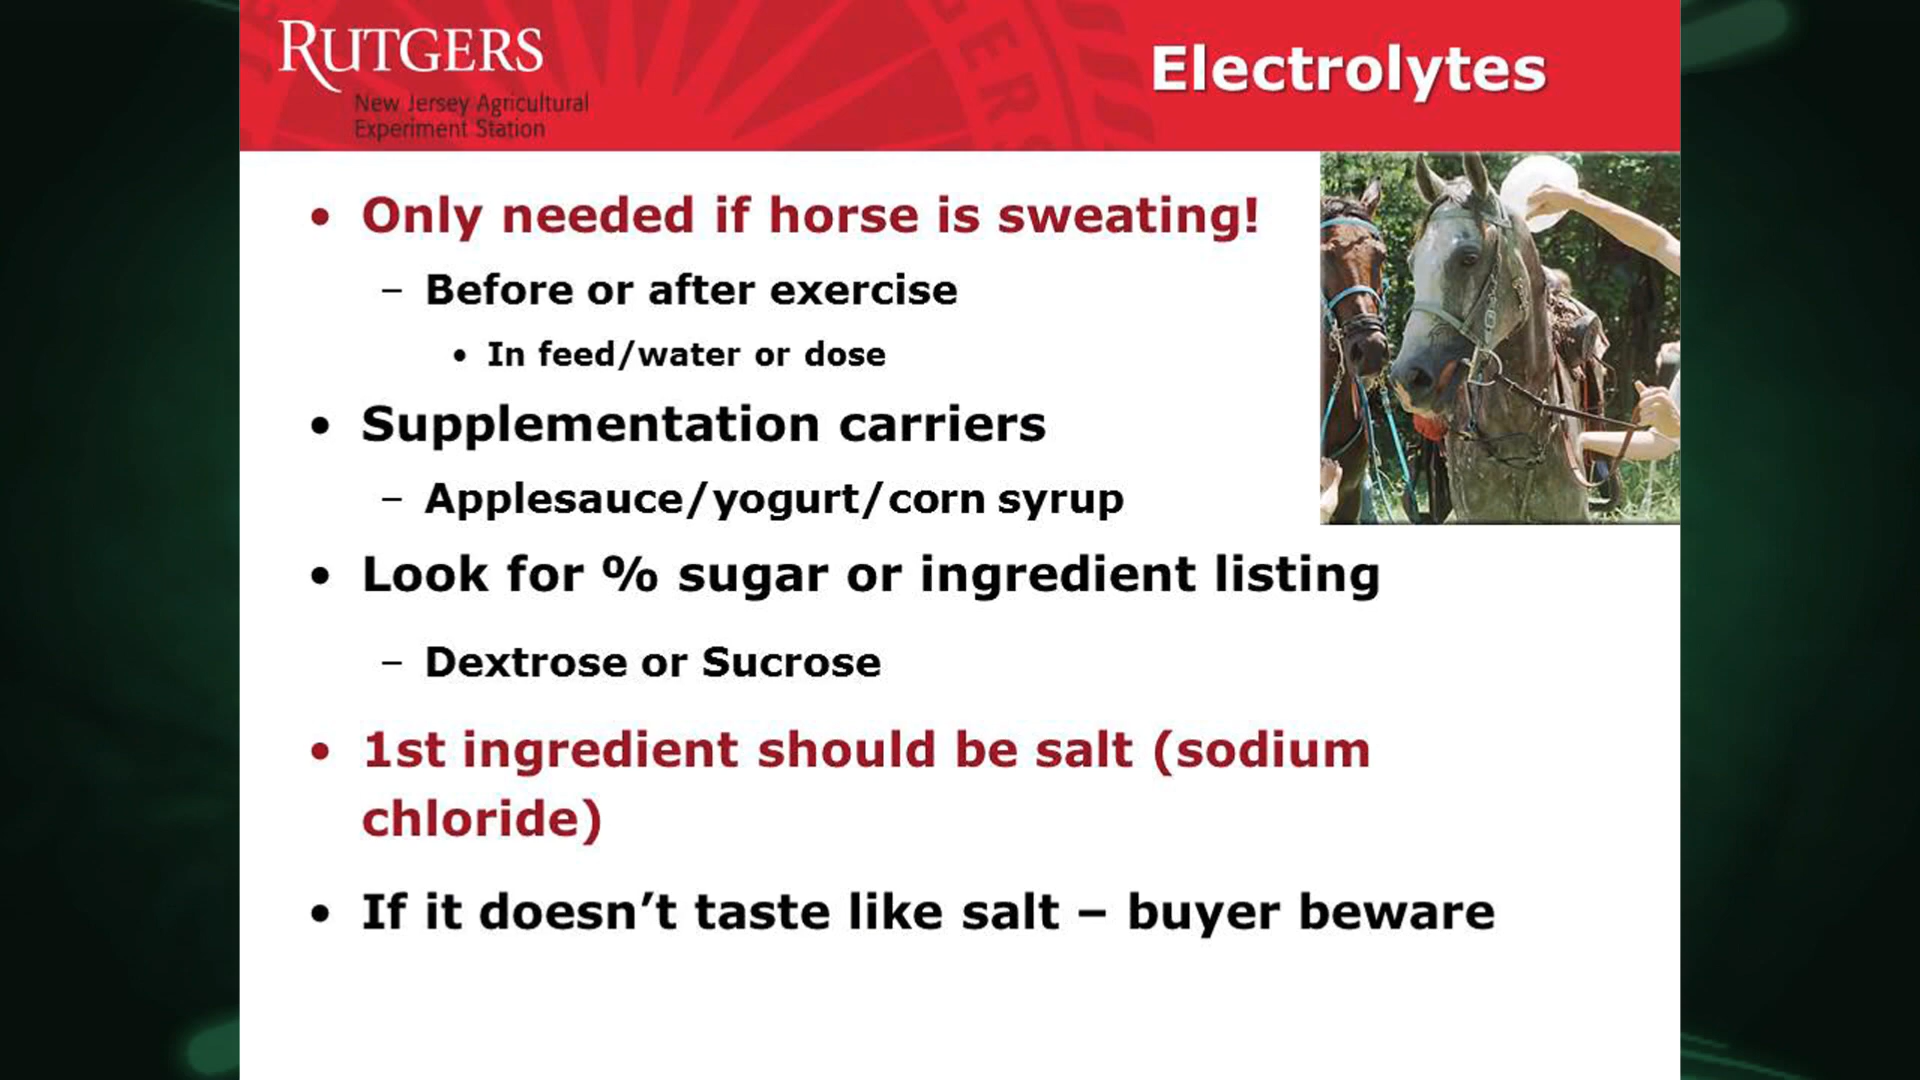 RUTGERS
New Jersey Agricultural
Experiment Station
Electrolytes
• Only needed if horse is sweating!
– Before or after exercise
• In feed/water or dose
• Supplementation carriers
– Applesauce/yogurt/corn syrup
• Look for % sugar or ingredient listing
– Dextrose or Sucrose
• 1st ingredient should be salt (sodium
chloride)
• If it doesn’t taste like salt – buyer beware